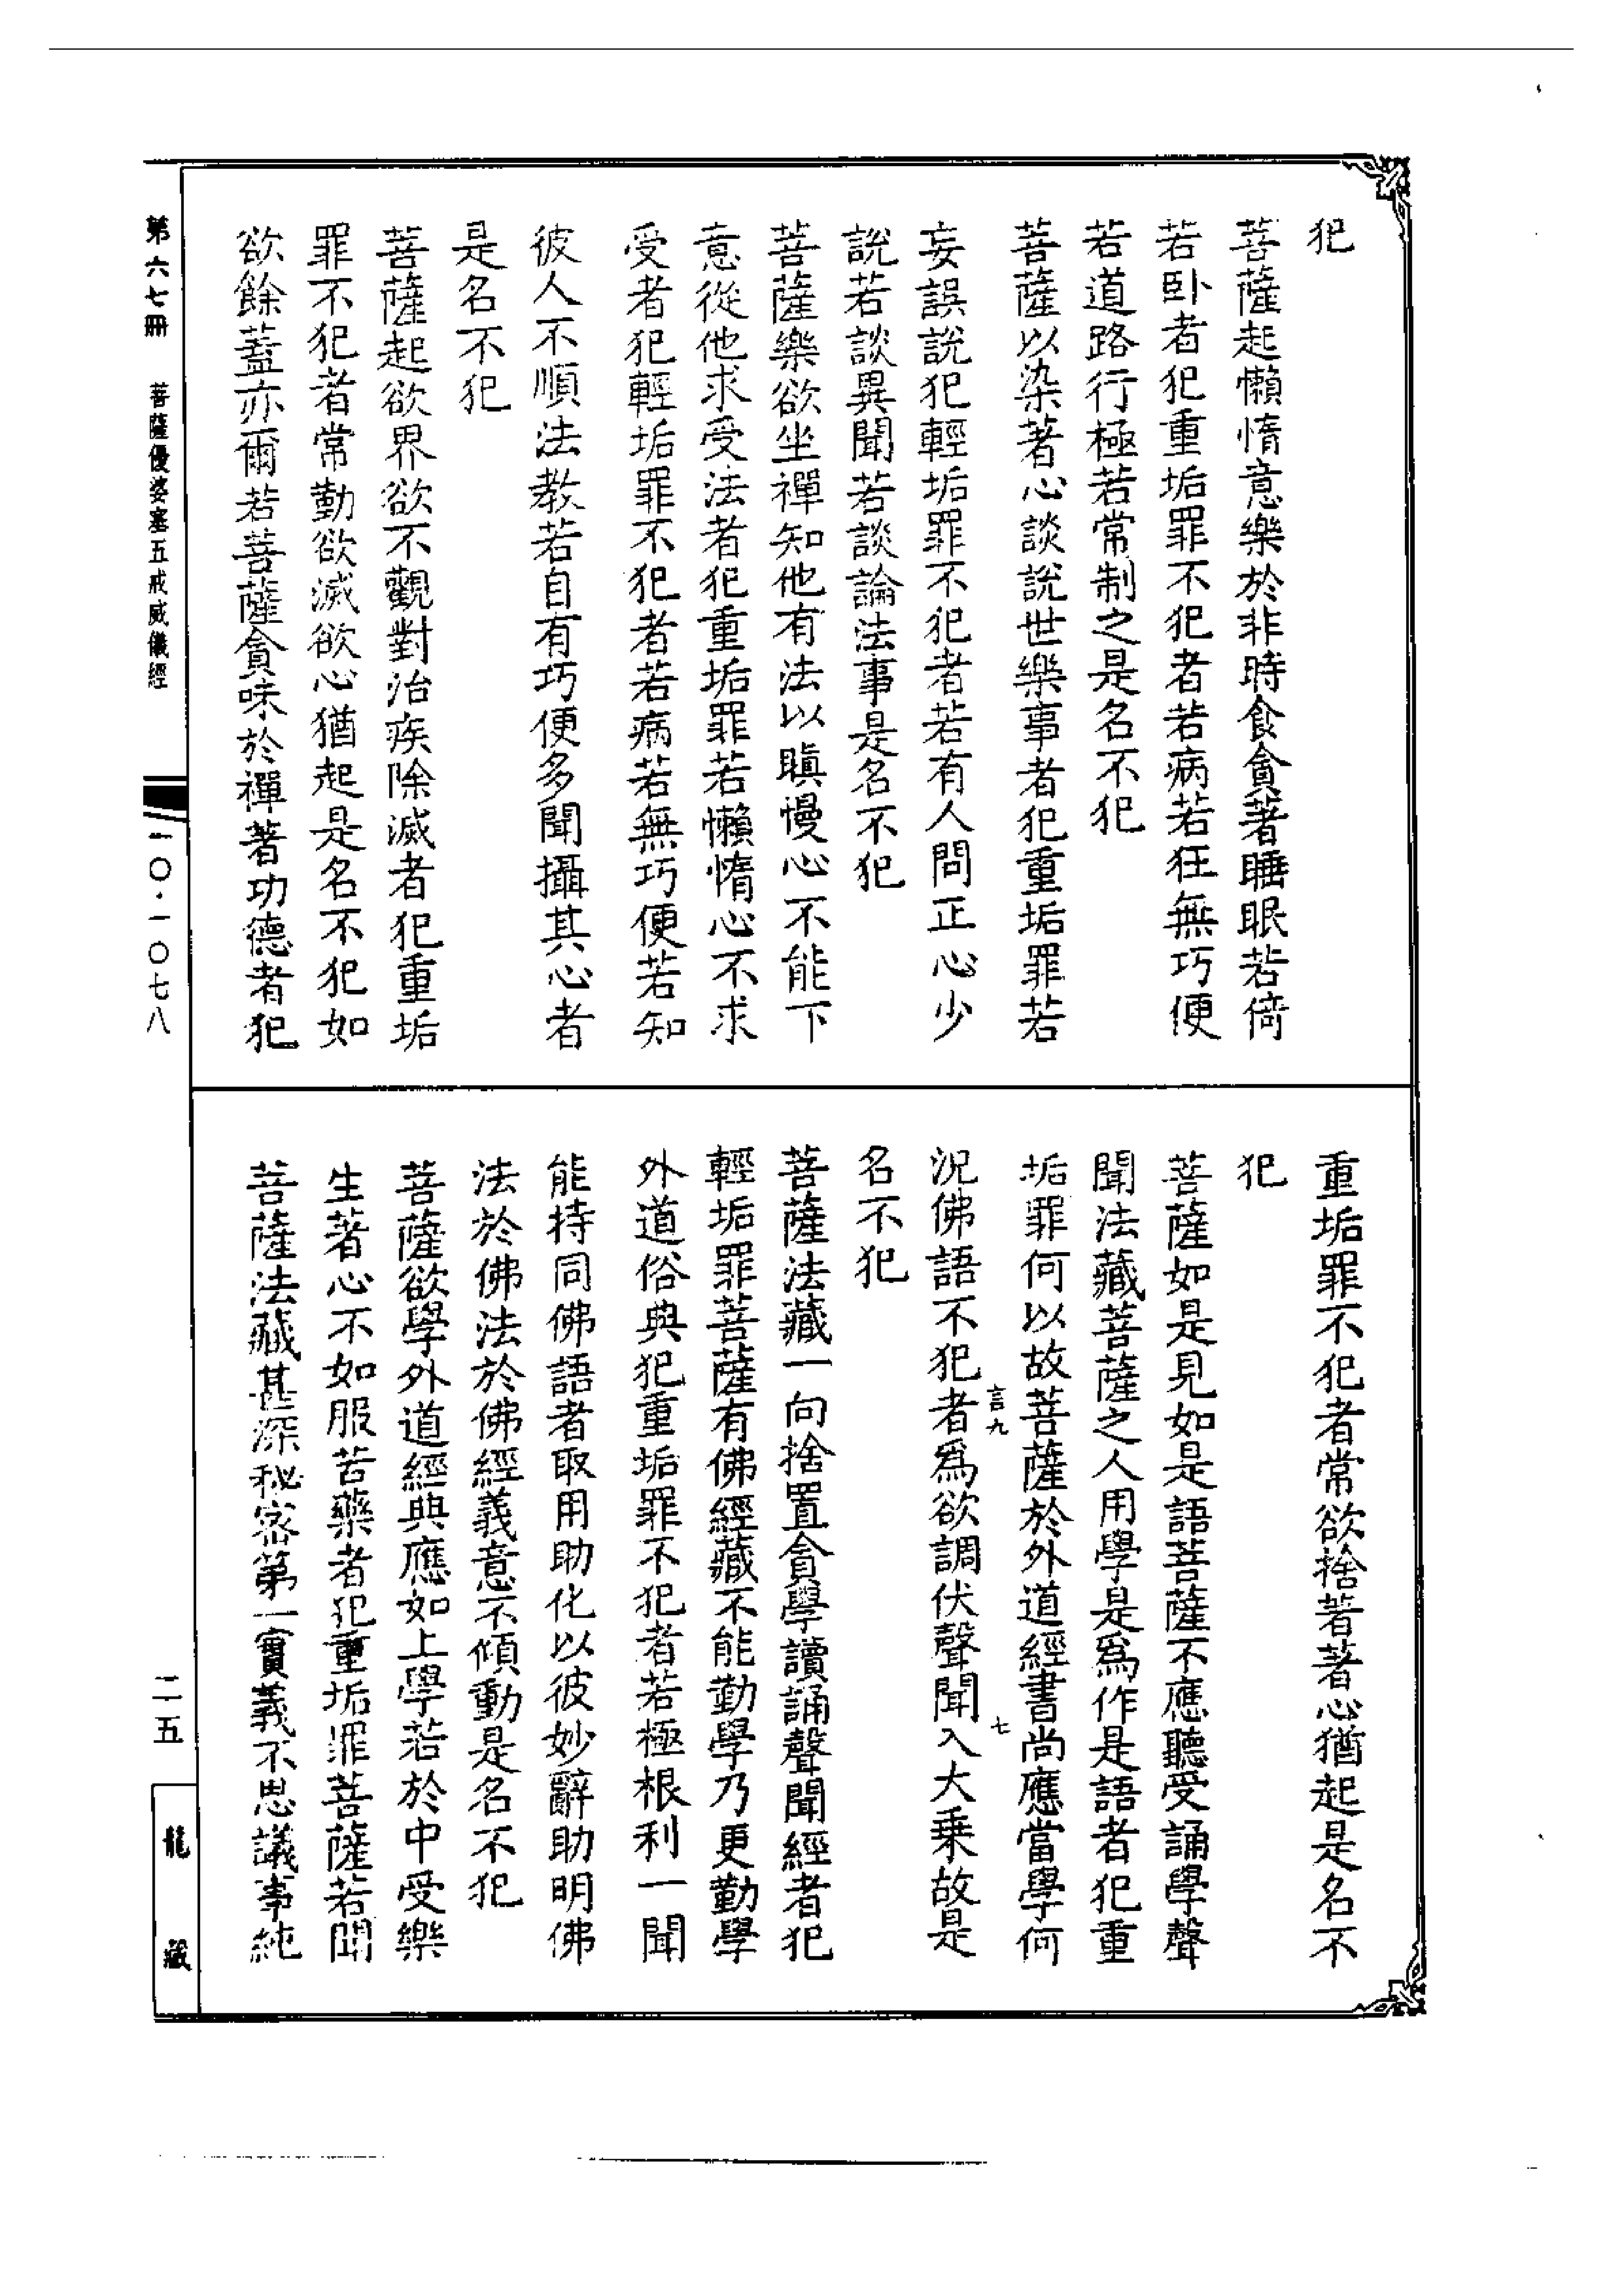 犯
菩薩起懶惰意樂於非時食貪著睡眠若倚
若卧者犯重垢罪不犯者若病若狂無巧便
若道路行極若常制之是名不犯
菩薩以染著心談說世樂事者犯重垢罪若
妄誤說犯輕垢罪不犯者若有人問正心少
說若談異聞若談論法事是名不犯
菩薩樂欲坐禪知他有法以瞋慢心不能下
意從他求受法者犯重垢罪若懶惰心不求
受者犯輕垢罪不犯者若病若無巧便若知
彼人不順法教若自有巧便多聞攝其心者
是名不犯
菩薩起欲界欲不觀對治疾除滅者犯重垢
罪不犯者常勤欲滅欲心猶起是名不犯如
欲餘蓋亦爾若菩薩貪味於禪著功德者犯
重垢罪不犯者常欲捨著著心猶起是名不
犯
菩薩如是見如是語菩薩不應聽受誦學聲
聞法藏菩薩之人用學是為作是語者犯重
垢罪何以故菩薩於外道經書尚應當學何
言九 七
況佛語不犯者為欲調伏聲聞入大乘故是
名不犯
菩薩法藏一向捨置貪學讀誦聲聞經者犯
輕垢罪菩薩有佛經藏不能勤學乃更勤學
外道俗典犯重垢罪不犯者若極根利一聞
能持同佛語者取用助化以彼妙辭助明佛
法於佛法於佛經義意不傾動是名不犯
菩薩欲學外道經典應如上學若於中受樂
生著心不如服苦藥者犯重垢罪菩薩若聞
菩薩法藏甚深秘密第一實義不思議事純
第六七冊 菩薩優婆塞五戒威儀經
一〇·一〇七八
二五
龍藏